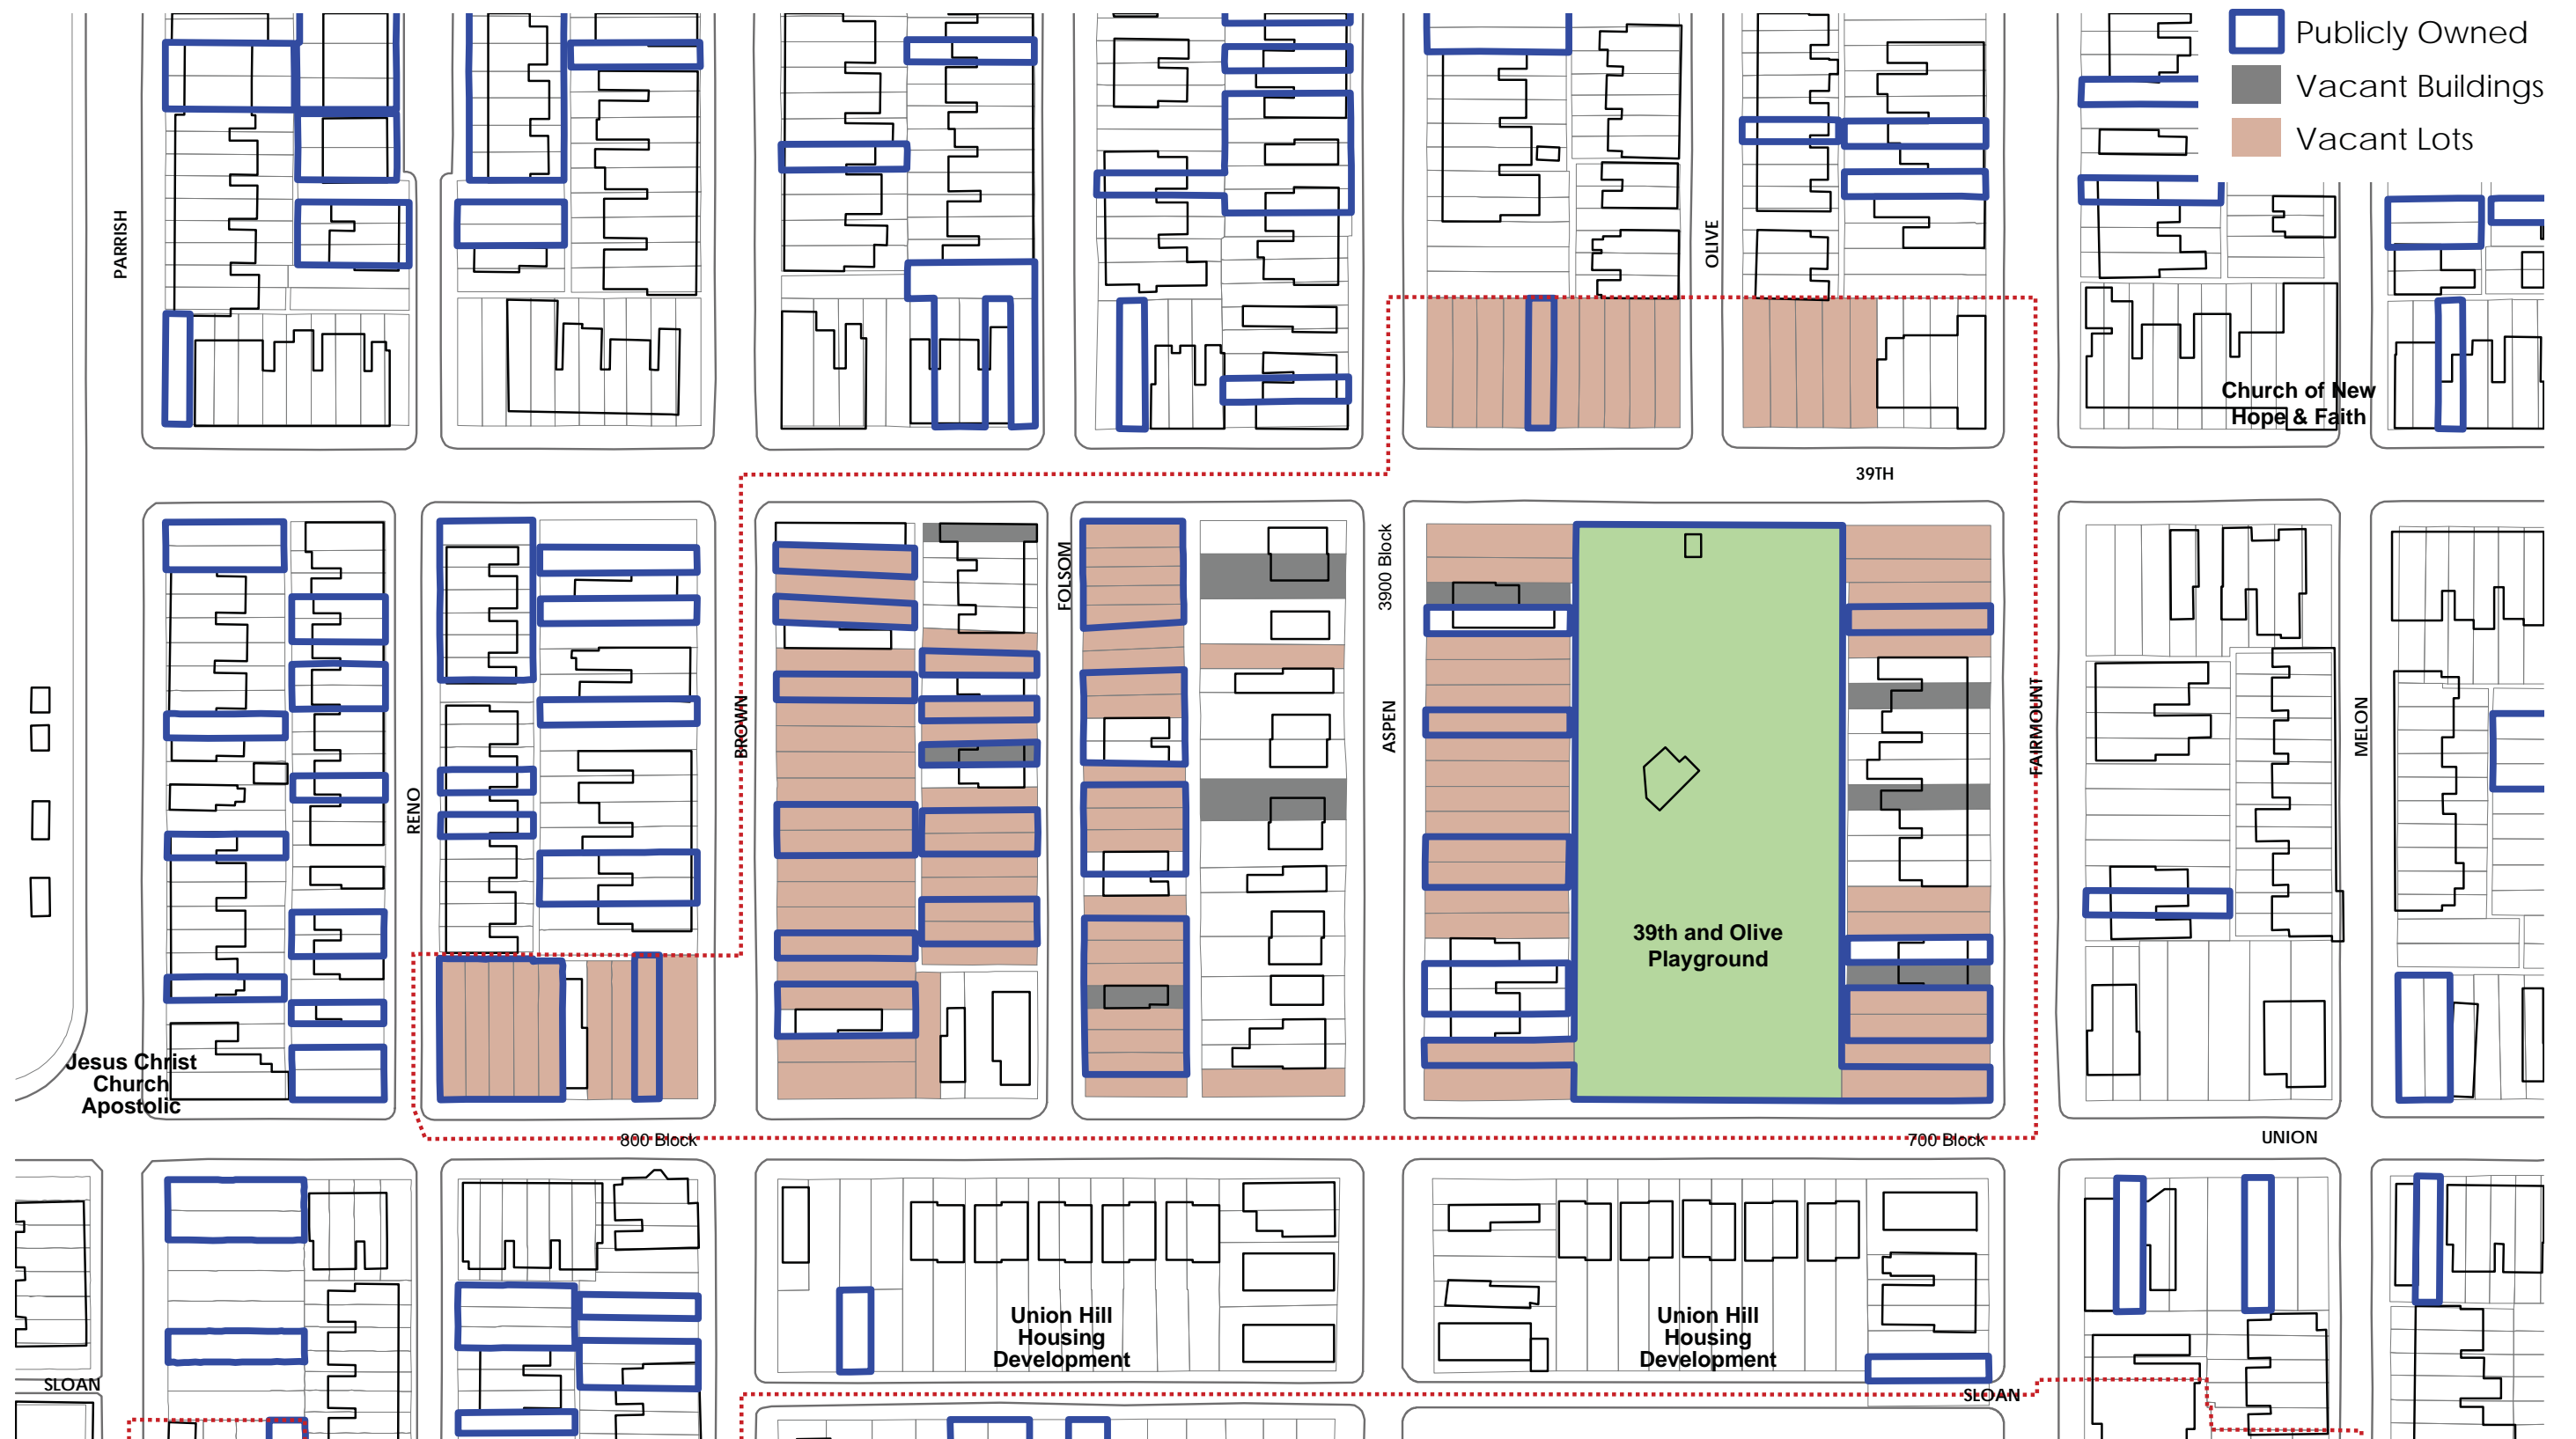 Publicly Owned
Vacant Buildings
Vacant Lots
PARRISH
OLIVE
Church of New
Hope & Faith
39TH
FOLSOM
3900 Block
BROWN
ASPEN
FAIRMOUNT
MELON
RENO
39th and Olive
Playground
Jesus Christ
Church
Apostolic
800 Block
700 Block
UNION
Union Hill
Housing
Development
Union Hill
Housing
Development
SLOAN
SLOAN